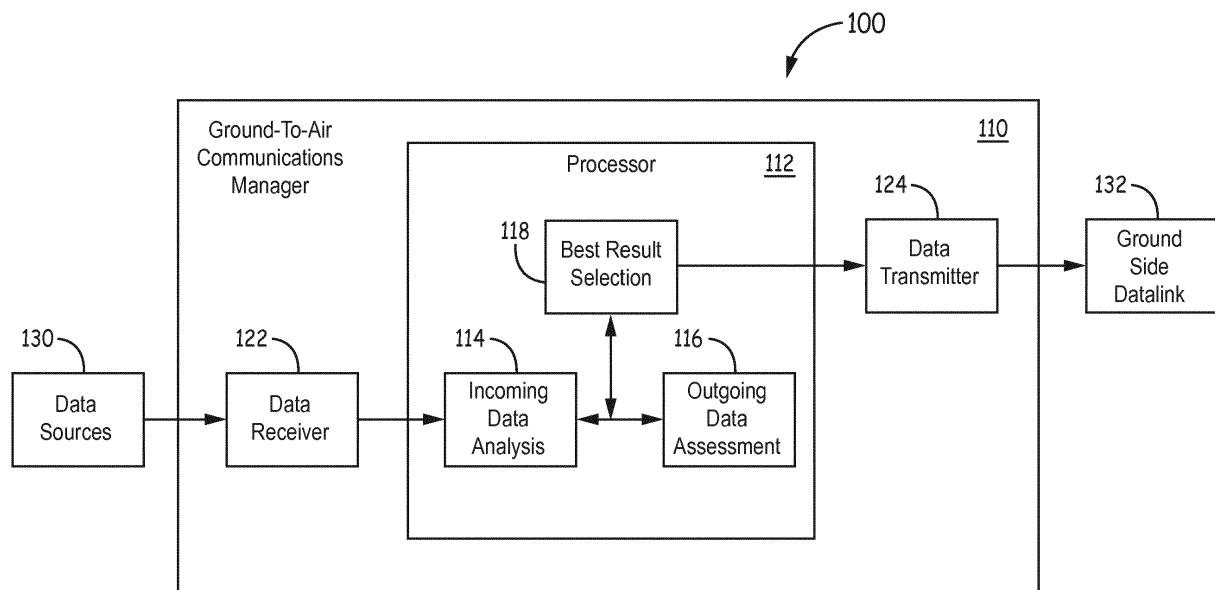 100
Ground-To-Air
Communications
Manager
110
Processor
112
124
132
118
Best Result
Selection
Data
Transmitter
Ground
Side
Datalink
130
122
114
116
Data
Sources
Data
Receiver
Incoming
Data
Analysis
Outgoing
Data
Assessment